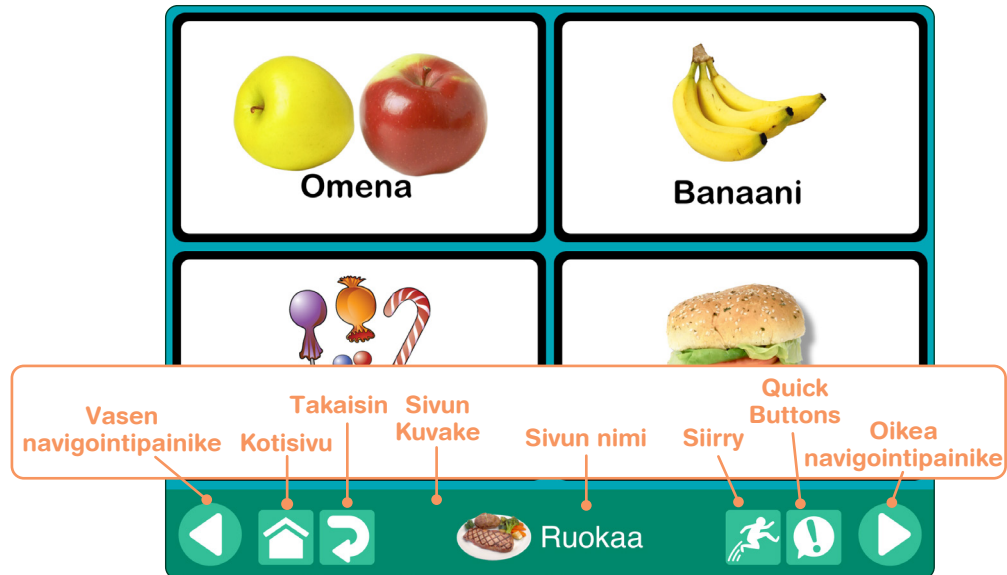 Omena
Banaani
Vasen
navigointipainike
Kotisivu
Takaisin
Sivun
Kuvake
Sivun nimi
Siirry
Quick
Buttons
Oikea
navigointipainike
Ruokaa